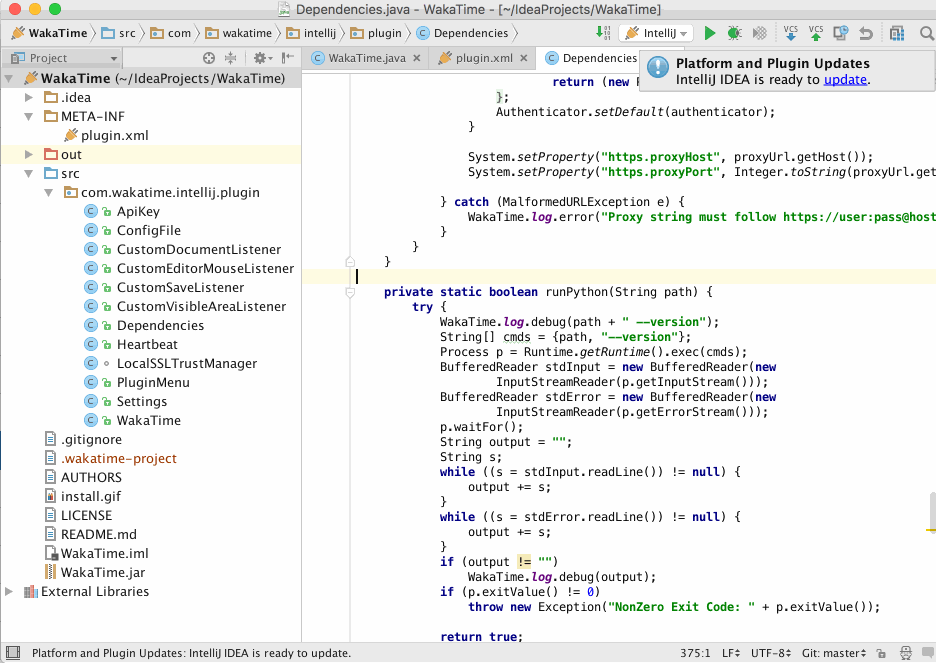 Dependencies.java - WakaTime - [~/IdeaProjects/WakaTime]
WakaTime src com wakatime intellij plugin Dependencies IntelliJ VCS VCS
Project
WakaTime.java plugin.xml Dependencies
Platform and Plugin Updates
IntelliJ IDEA is ready to update.
WakaTime (~/IdeaProjects/WakaTime)
.idea
META-INF
plugin.xml
out
src
com.wakatime.intellij.plugin
ApiKey
ConfigFile
CustomDocumentListener
CustomEditorMouseListener
CustomSaveListener
CustomVisibleAreaListener
Dependencies
Heartbeat
LocalSSLTrustManager
PluginMenu
Settings
WakaTime
.gitignore
.wakatime-project
AUTHORS
install.gif
LICENSE
README.md
WakaTime.iml
WakaTime.jar
External Libraries
return (new
};
Authenticator.setDefault(authenticator);
}
System.setProperty("https.proxyHost", proxyUrl.getHost());
System.setProperty("https.proxyPort", Integer.toString(proxyUrl.get
} catch (MalformedURLException e) {
WakaTime.log.error("Proxy string must follow https://user:pass@host
}
}
}
private static boolean runPython(String path) {
try {
WakaTime.log.debug(path + " --version");
String[] cmds = {path, "--version"};
Process p = Runtime.getRuntime().exec(cmds);
BufferedReader stdInput = new BufferedReader(new
InputStreamReader(p.getInputStream()));
BufferedReader stdError = new BufferedReader(new
InputStreamReader(p.getErrorStream()));
p.waitFor();
String output = "";
String s;
while ((s = stdInput.readLine()) != null) {
output += s;
}
while ((s = stdError.readLine()) != null) {
output += s;
}
if (output != "")
WakaTime.log.debug(output);
if (p.exitValue() != 0)
throw new Exception("NonZero Exit Code: " + p.exitValue());
return true;
Platform and Plugin Updates: IntelliJ IDEA is ready to update. 375:1 LF UTF-8 Git: master